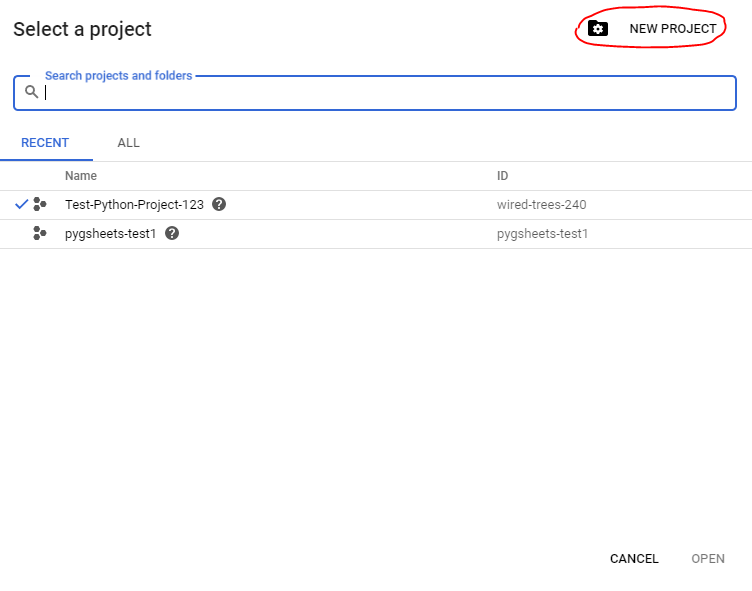 Select a project
NEW PROJECT
Search projects and folders
RECENT ALL
Name ID
Test-Python-Project-123 ? wired-trees-240
pygsheets-test1 ? pygsheets-test1
CANCEL OPEN